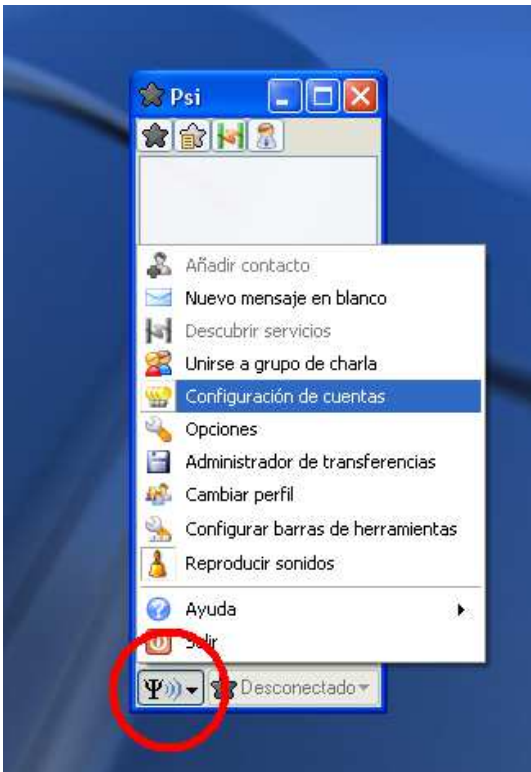 Psi
Añadir contacto
Nuevo mensaje en blanco
Descubrir servicios
Unirse a grupo de charla
Configuración de cuentas
Opciones
Administrador de transferencias
Cambiar perfil
Configurar barras de herramientas
Reproducir sonidos
Ayuda
Salir
Ψ
Desconectado